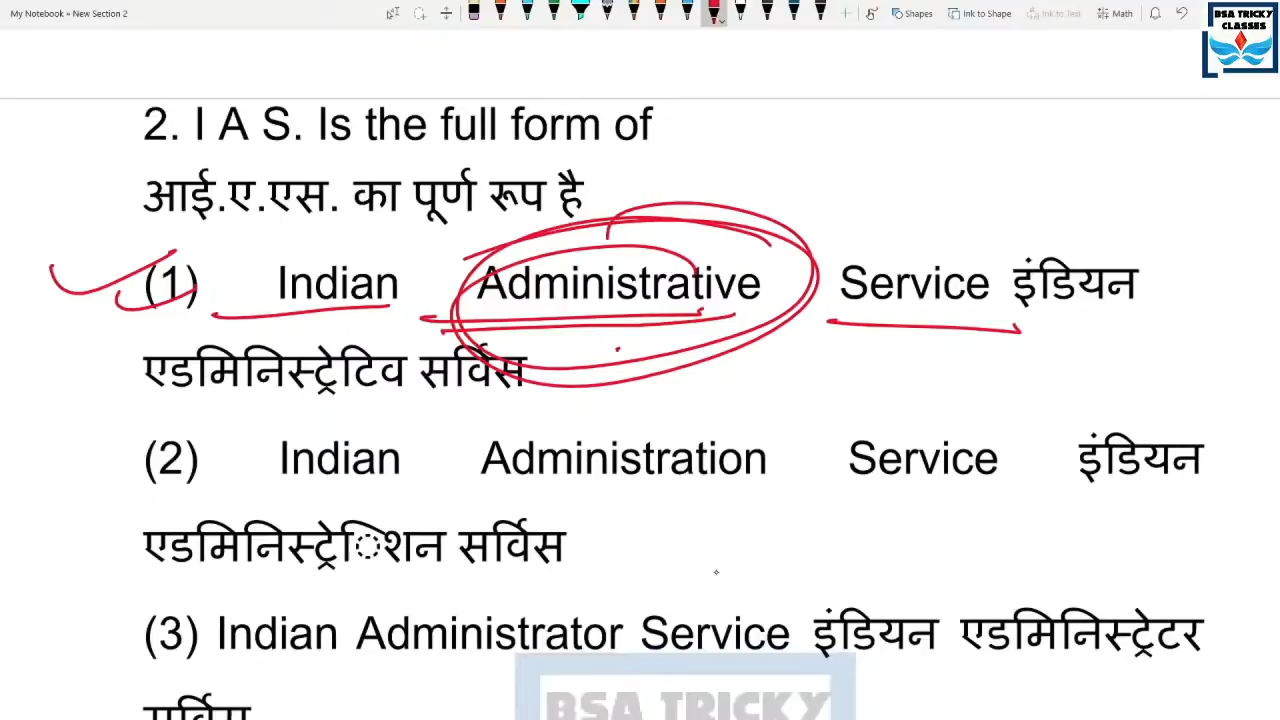 My Notebook » New Section 2
Shapes
Ink to Shape
Ink to Text
Math
BSA TRICKY
CLASSES
2. I A S. Is the full form of
आई.ए.एस. का पूर्ण रूप है
(1) Indian Administrative Service इंडियन
एडमिनिस्ट्रेटिव सर्विस
(2) Indian Administration Service इंडियन
एडमिनिस्ट्रेिशन सर्विस
(3) Indian Administrator Service इंडियन एडमिनिस्ट्रेटर
सर्विस
BSA TRICKY